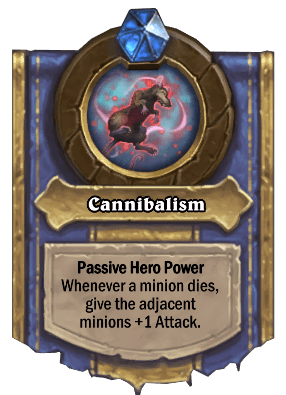 Cannibalism
Passive Hero Power
Whenever a minion dies,
give the adjacent
minions +1 Attack.